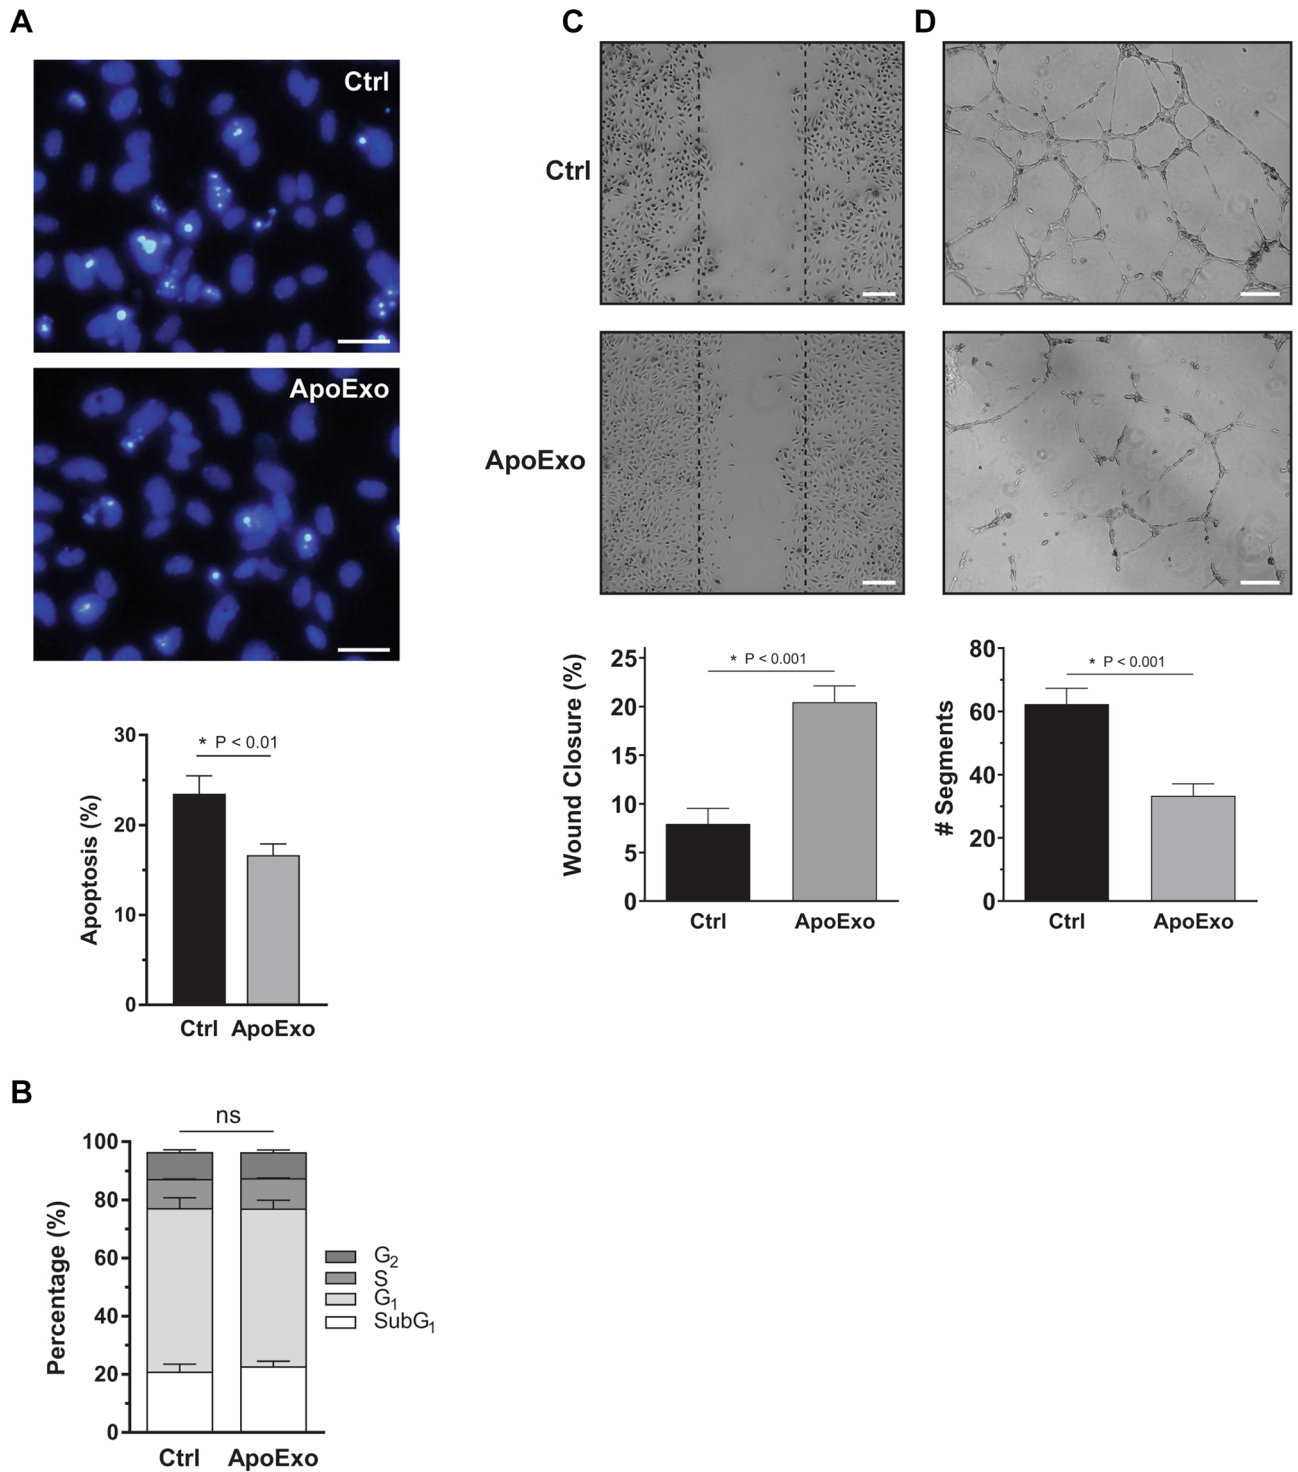 A
Ctrl
ApoExo
Apoptosis (%)
30
20
10
0
* P < 0.01
Ctrl ApoExo
B
Percentage (%)
100
80
60
40
20
0
ns
G2
S
G1
SubG1
Ctrl ApoExo
C
Ctrl
ApoExo
Wound Closure (%)
25
20
15
10
5
0
* P < 0.001
Ctrl ApoExo
D
# Segments
80
60
40
20
0
* P < 0.001
Ctrl ApoExo